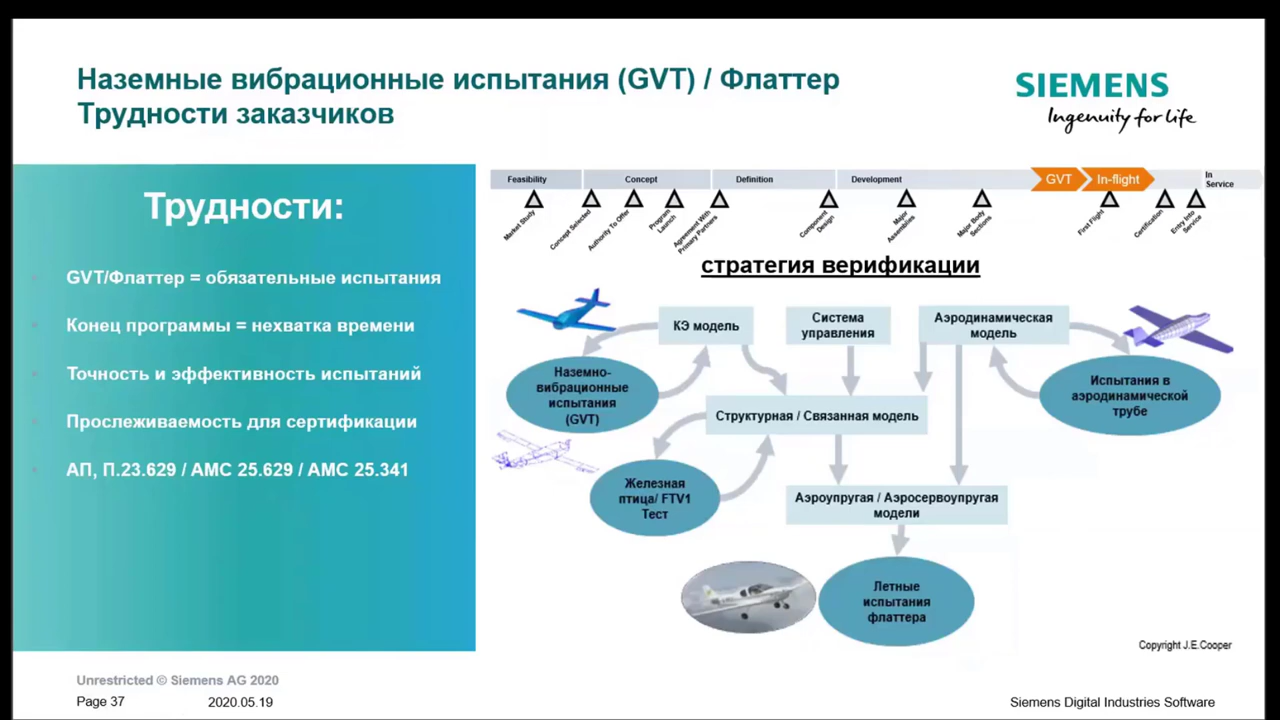 Наземные вибрационные испытания (GVT) / Флаттер
Трудности заказчиков
SIEMENS
Ingenuity for life
Трудности:
GVT/Флаттер = обязательные испытания
Конец программы = нехватка времени
Точность и эффективность испытаний
Прослеживаемость для сертификации
АП, П.23.629 / AMC 25.629 / AMC 25.341
Feasibility
Concept
Definition
Development
GVT
In-flight
In
Service
Market Study
Concept Selected
Authority To Offer
Program
Launch
Agreement With
Primary Partners
Component
Design
Major
Assemblies
Major Body
Sections
First Flight
Certification
Entry Into
Service
стратегия верификации
КЭ модель
Система
управления
Аэродинамическая
модель
Наземно-
вибрационные
испытания
(GVT)
Испытания в
аэродинамической
трубе
Структурная / Связанная модель
Железная
птица/ FTV1
Тест
Аэроупругая / Аэросервоупругая
модели
Летные
испытания
флаттера
Copyright J.E.Cooper
Unrestricted © Siemens AG 2020
Page 37
2020.05.19
Siemens Digital Industries Software